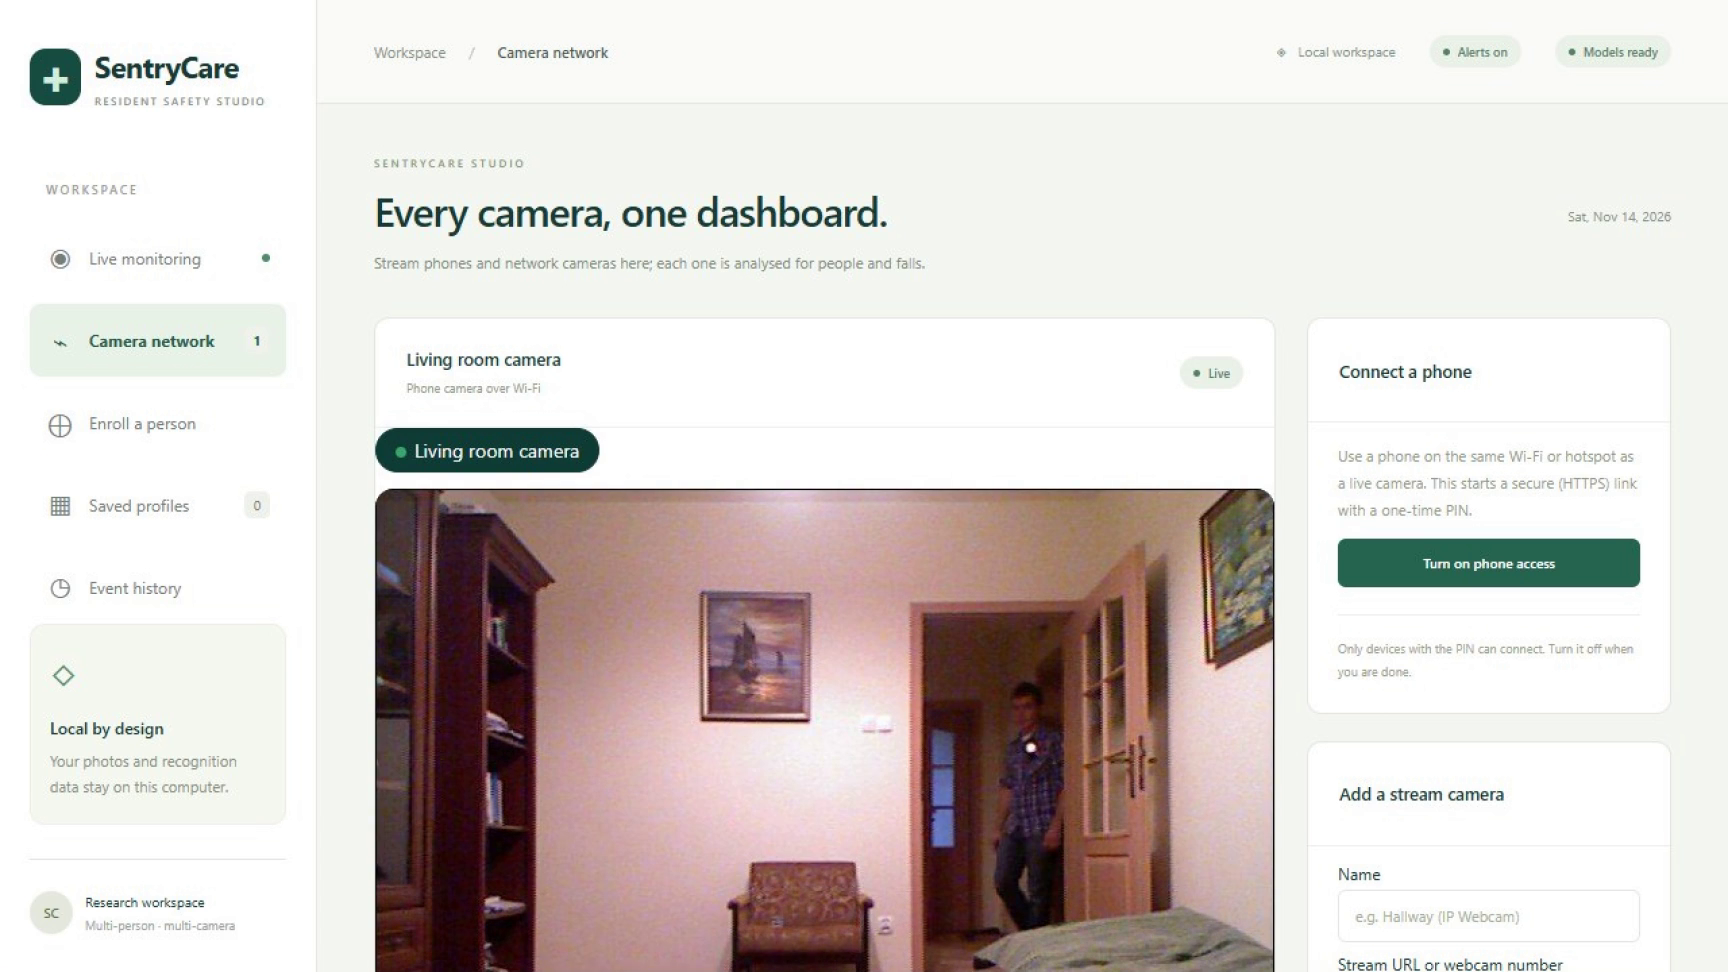 SentryCare
RESIDENT SAFETY STUDIO
WORKSPACE
Live monitoring
Camera network 1
Enroll a person
Saved profiles 0
Event history
Local by design
Your photos and recognition
data stay on this computer.
SC
Research workspace
Multi-person · multi-camera
Workspace / Camera network
Local workspace
Alerts on
Models ready
SENTRYCARE STUDIO
Every camera, one dashboard.
Sat, Nov 14, 2026
Stream phones and network cameras here; each one is analysed for people and falls.
Living room camera
Phone camera over Wi-Fi
Live
Living room camera
Connect a phone
Use a phone on the same Wi-Fi or hotspot as
a live camera. This starts a secure (HTTPS) link
with a one-time PIN.
Turn on phone access
Only devices with the PIN can connect. Turn it off when
you are done.
Add a stream camera
Name
e.g. Hallway (IP Webcam)
Stream URL or webcam number